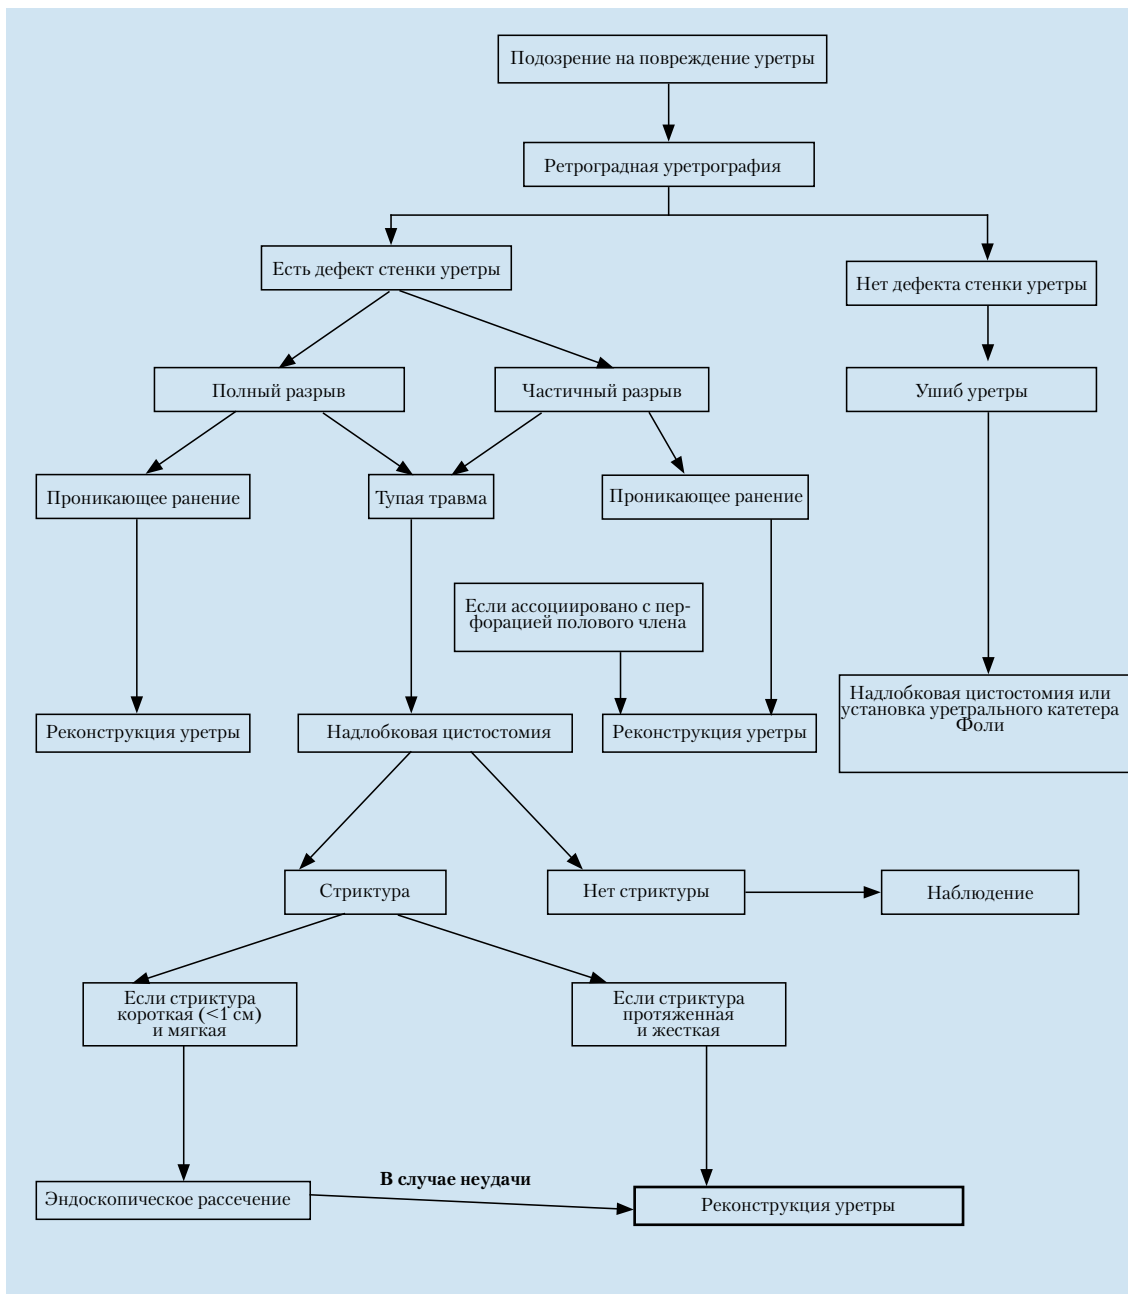 Подозрение на повреждение уретры
Ретроградная уретрография
Есть дефект стенки уретры
Нет дефекта стенки уретры
Полный разрыв
Частичный разрыв
Ушиб уретры
Проникающее ранение
Тупая травма
Проникающее ранение
Если ассоциировано с пер-
форацией полового члена
Надлобковая цистостомия или
установка уретрального катетера
Фоли
Реконструкция уретры
Надлобковая цистостомия
Реконструкция уретры
Стриктура
Нет стриктуры
Наблюдение
Если стриктура
короткая (<1 см)
и мягкая
Если стриктура
протяженная
и жесткая
В случае неудачи
Эндоскопическое рассечение
Реконструкция уретры